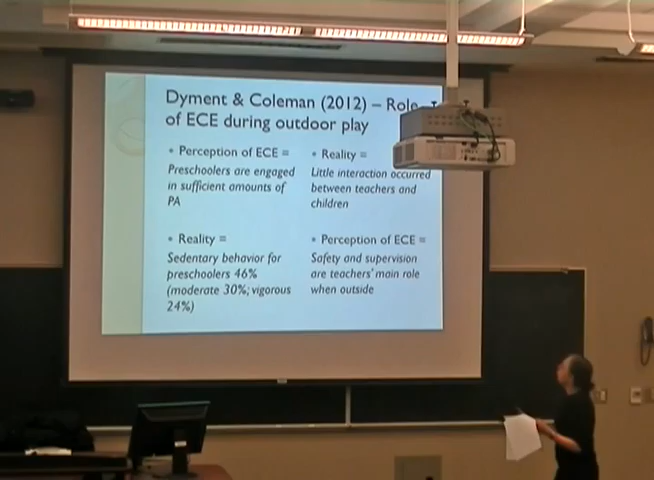 Dyment & Coleman (2012) – Role
of ECE during outdoor play
• Perception of ECE =
Preschoolers are engaged
in sufficient amounts of
PA
• Reality =
Sedentary behavior for
preschoolers 46%
(moderate 30%; vigorous
24%)
• Reality =
Little interaction occurred
between teachers and
children
• Perception of ECE =
Safety and supervision
are teachers' main role
when outside